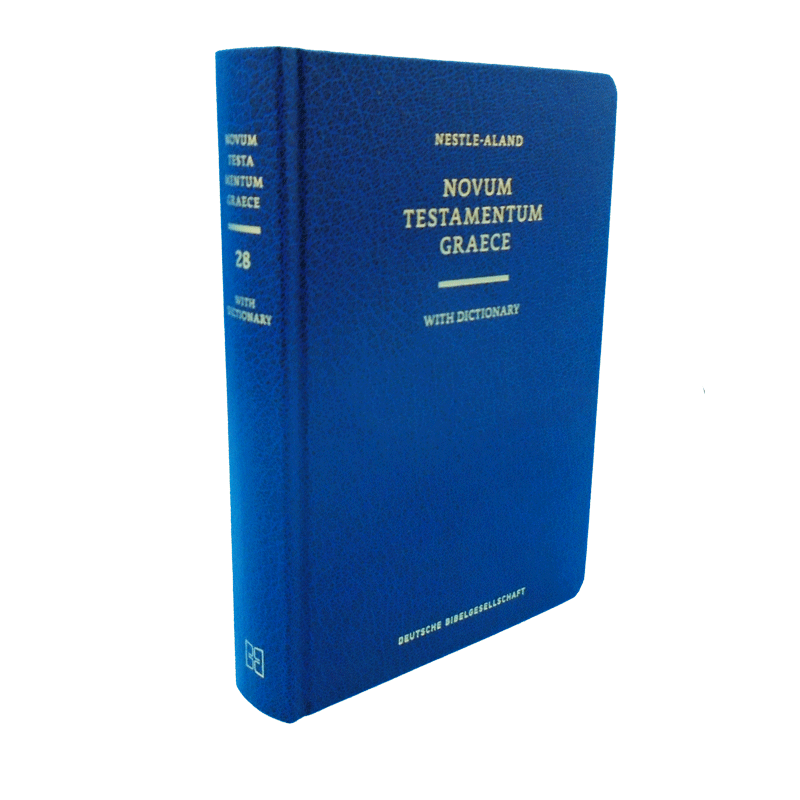 NOVUM
TESTA
MENTUM
GRAECE
28
WITH
DICTIONARY
NESTLE-ALAND
NOVUM
TESTAMENTUM
GRAECE
WITH DICTIONARY
DEUTSCHE BIBELGESELLSCHAFT